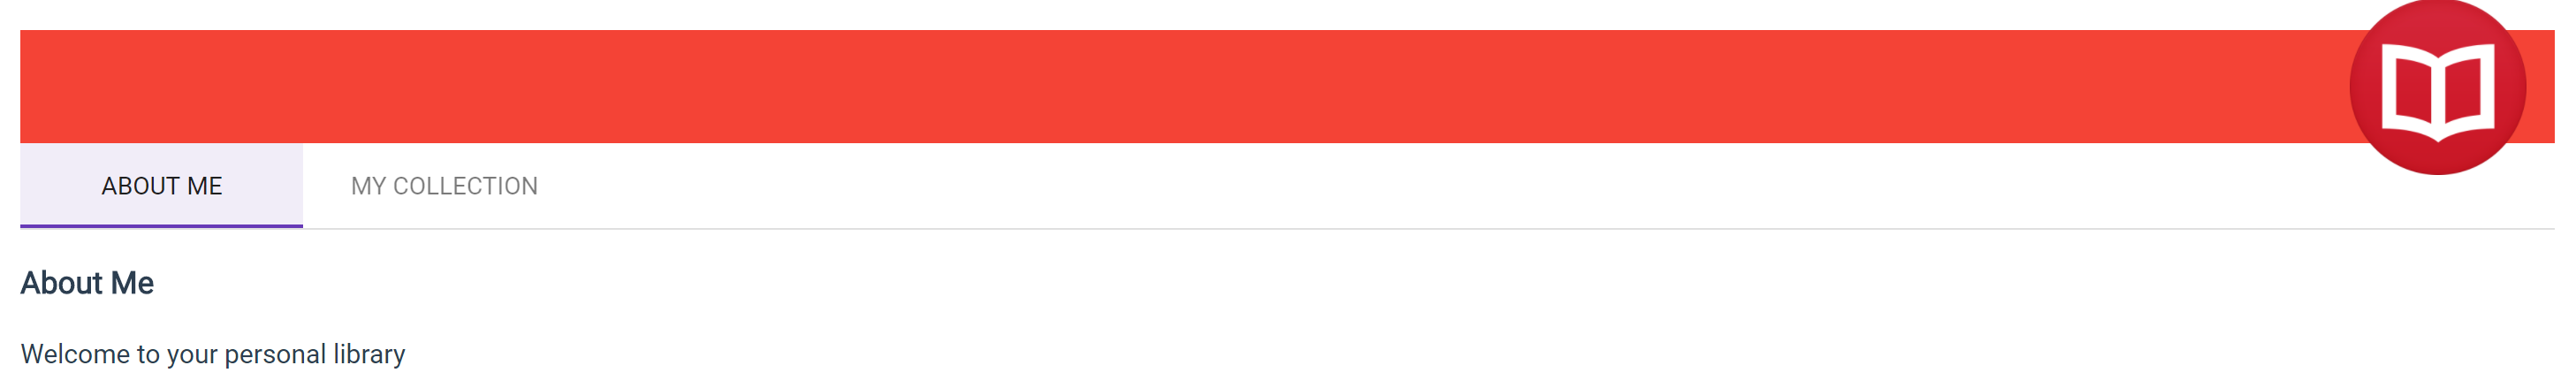 ABOUT ME
MY COLLECTION
About Me
Welcome to your personal library